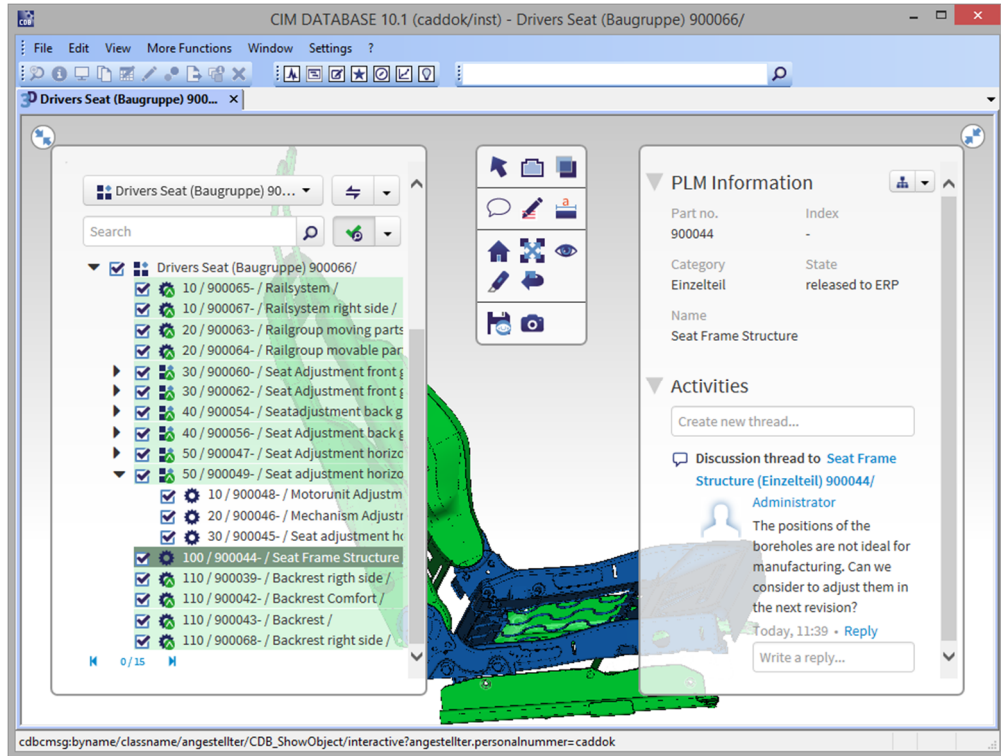 CIM DATABASE 10.1 (caddok/inst) - Drivers Seat (Baugruppe) 900066/
File Edit View More Functions Window Settings ?
3D Drivers Seat (Baugruppe) 900... ×
Drivers Seat (Baugruppe) 90...
Search
Drivers Seat (Baugruppe) 900066/
10 / 900065- / Railsystem /
10 / 900067- / Railsystem right side /
20 / 900063- / Railgroup moving parts
20 / 900064- / Railgroup movable par
30 / 900060- / Seat Adjustment front g
30 / 900062- / Seat Adjustment front g
40 / 900054- / Seatadjustment back g
40 / 900056- / Seat Adjustment back g
50 / 900047- / Seat adjustment horizo
50 / 900049- / Seat adjustment horizo
10 / 900048- / Motorunit Adjustm
20 / 900046- / Mechanism Adjustr
30 / 900045- / Seat adjustment ho
100 / 900044- / Seat Frame Structure
110 / 900039- / Backrest rigth side /
110 / 900042- / Backrest Comfort /
110 / 900043- / Backrest /
110 / 900068- / Backrest right side /
0/15
a
PLM Information
Part no. Index
900044 -
Category State
Einzelteil released to ERP
Name
Seat Frame Structure
Activities
Create new thread...
Discussion thread to Seat Frame
Structure (Einzelteil) 900044/
Administrator
The positions of the
boreholes are not ideal for
manufacturing. Can we
consider to adjust them in
the next revision?
Today, 11:39 • Reply
Write a reply...
cdbcmsg:byname/classname/angestellter/CDB_ShowObject/interactive?angestellter.personalnummer=caddok